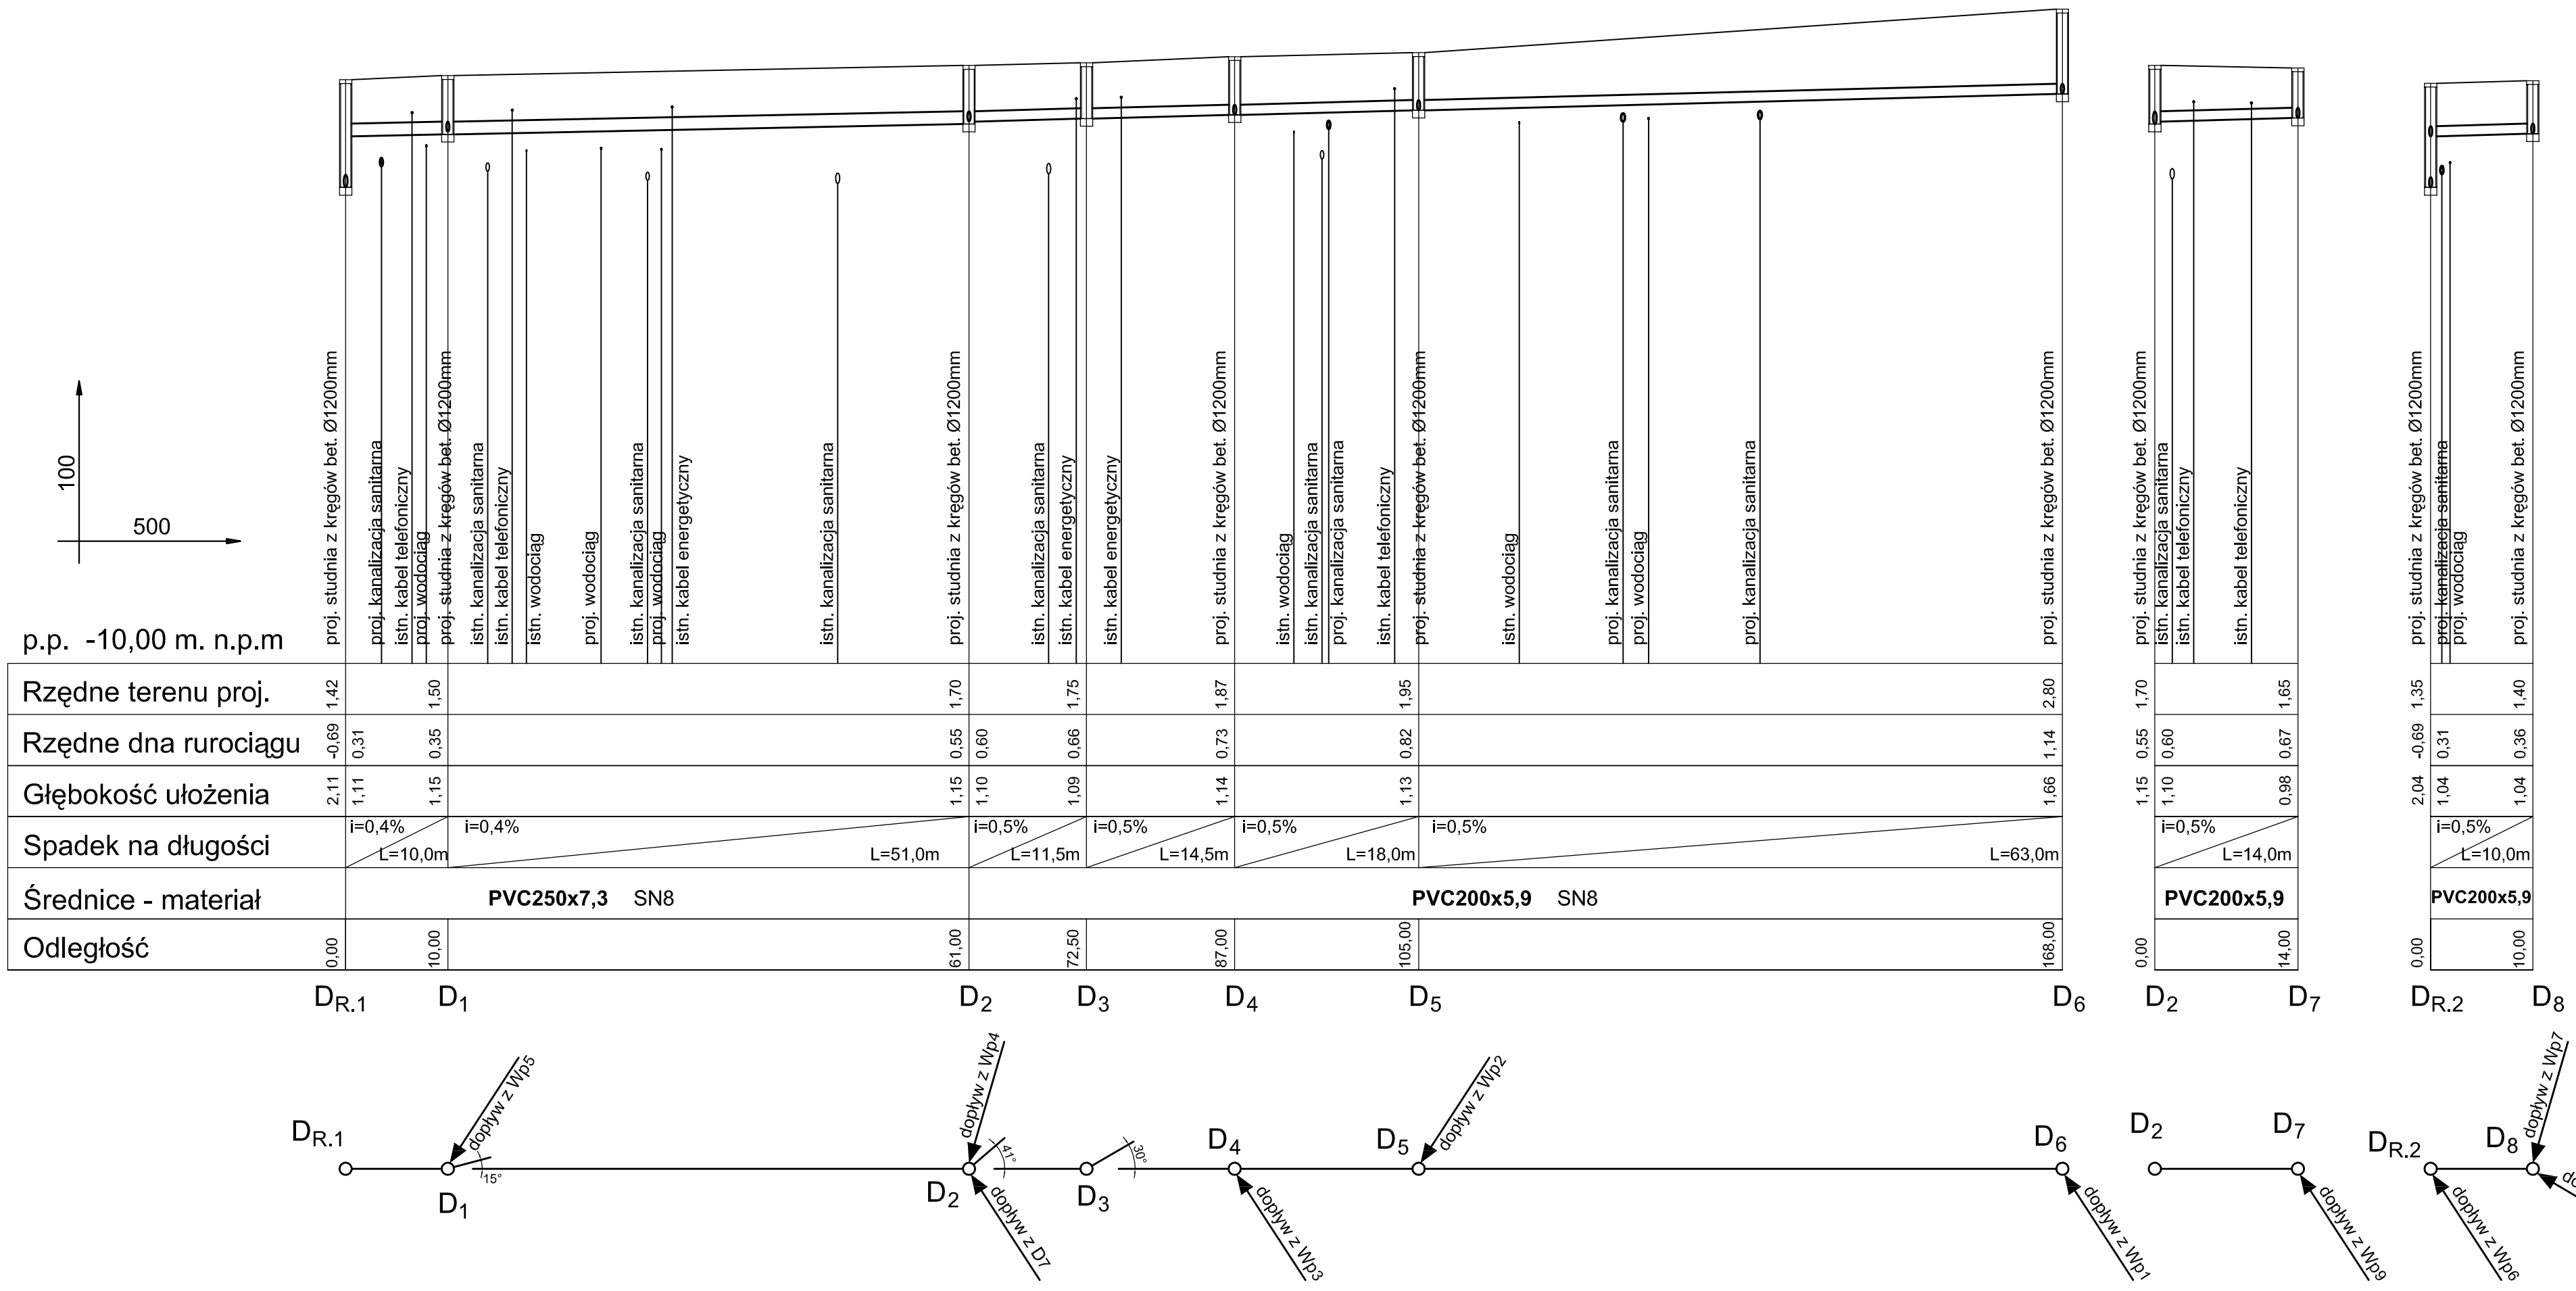 100
500
p.p. -10,00 m. n.p.m
proj. studnia z kręgów bet. Ø1200mm
proj. kanalizacja sanitarna
istn. kabel telefoniczny
proj. wodociąg
proj. studnia z kręgów bet. Ø1200mm
istn. kanalizacja sanitarna
istn. kabel telefoniczny
istn. wodociąg
proj. wodociąg
istn. kanalizacja sanitarna
proj. wodociąg
istn. kabel energetyczny
istn. kanalizacja sanitarna
proj. studnia z kręgów bet. Ø1200mm
istn. kanalizacja sanitarna
istn. kabel energetyczny
istn. kabel energetyczny
proj. studnia z kręgów bet. Ø1200mm
istn. wodociąg
istn. kanalizacja sanitarna
proj. kanalizacja sanitarna
istn. kabel telefoniczny
proj. studnia z kręgów bet. Ø1200mm
istn. wodociąg
proj. kanalizacja sanitarna
proj. wodociąg
proj. kanalizacja sanitarna
proj. studnia z kręgów bet. Ø1200mm
proj. studnia z kręgów bet. Ø1200mm
istn. kanalizacja sanitarna
istn. kabel telefoniczny
istn. kabel telefoniczny
proj. studnia z kręgów bet. Ø1200mm
proj. kanalizacja sanitarna
proj. wodociąg
proj. studnia z kręgów bet. Ø1200mm
Rzędne terenu proj. 1,42 1,50 1,70 1,75 1,87 1,95 2,80 1,70 1,65 1,35 1,40
Rzędne dna rurociągu -0,69 0,31 0,35 0,55 0,60 0,66 0,73 0,82 1,14 0,55 0,60 0,67 -0,69 0,31 0,36
Głębokość ułożenia 2,11 1,11 1,15 1,15 1,10 1,09 1,14 1,13 1,66 1,15 1,10 0,98 2,04 1,04 1,04
i=0,4% i=0,4% i=0,5% i=0,5% i=0,5% i=0,5% i=0,5% i=0,5%
Spadek na długości L=10,0m L=51,0m L=11,5m L=14,5m L=18,0m L=63,0m L=14,0m L=10,0m
Średnice - materiał PVC250x7,3 SN8 PVC200x5,9 SN8 PVC200x5,9 PVC200x5,9
Odległość 0,00 10,00 61,00 72,50 87,00 105,00 168,00 0,00 14,00 0,00 10,00
DR.1 D1 D2 D3 D4 D5 D6 D2 D7 DR.2 D8
DR.1
dopływ z Wp5
15°
D1
dopływ z Wp4
41°
D2
dopływ z D7
30°
D3
D4
dopływ z Wp3
D5
dopływ z Wp2
D6
dopływ z Wp1
D2
D7
dopływ z Wp9
DR.2
dopływ z Wp6
D8
dopływ z Wp7